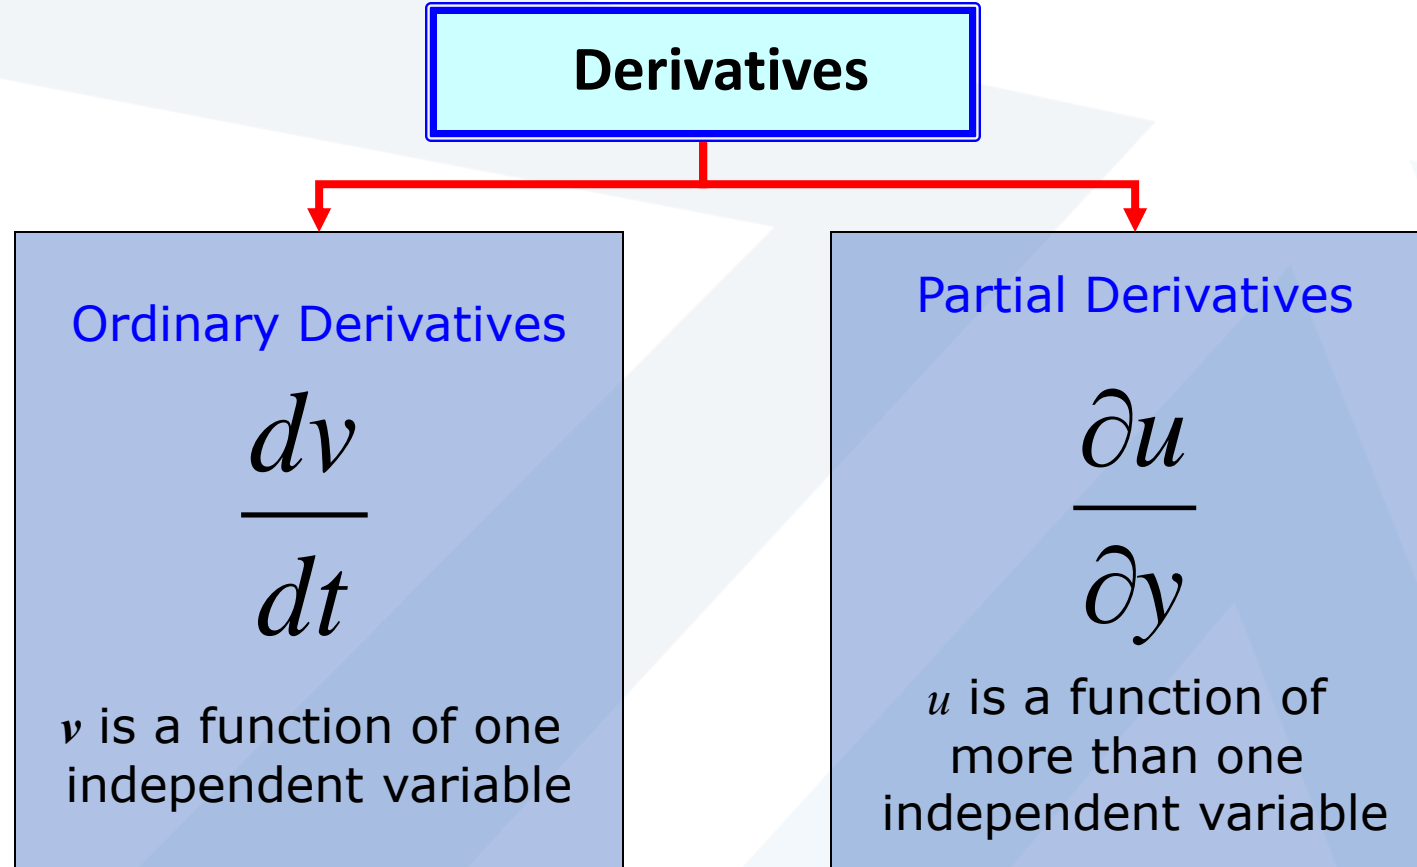 Derivatives
Ordinary Derivatives
dv
dt
v is a function of one
independent variable
Partial Derivatives
∂u
∂y
u is a function of
more than one
independent variable